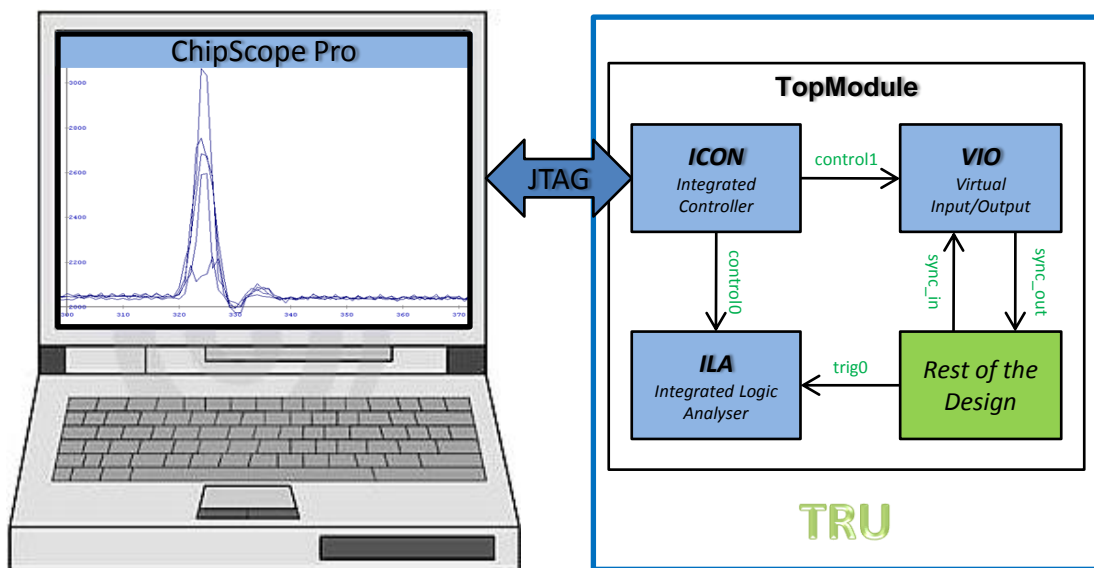 ChipScope Pro
3000
2800
2600
2400
2200
2000
300
310
320
330
340
350
360
370
JTAG
TopModule
ICON
Integrated
Controller
control1
VIO
Virtual
Input/Output
control0
sync_in
sync_out
ILA
Integrated Logic
Analyser
trig0
Rest of the
Design
TRU